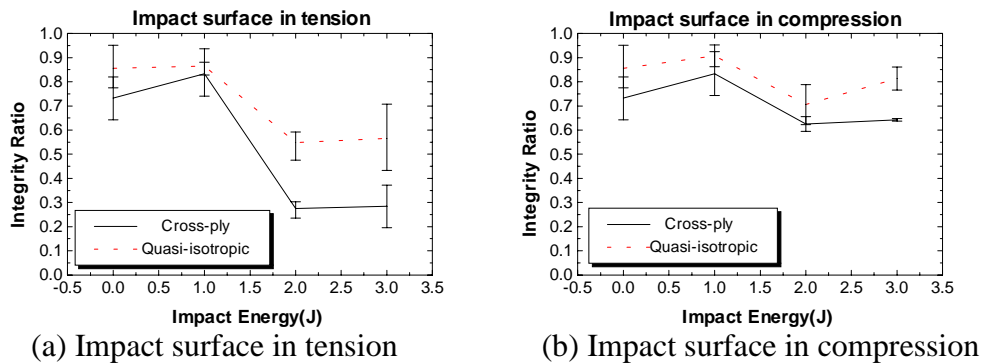 Impact surface in tension
1.0
0.9
0.8
0.7
0.6
0.5
0.4
0.3
0.2
0.1
0.0
Integrity Ratio
Cross-ply
Quasi-isotropic
-0.5 0.0 0.5 1.0 1.5 2.0 2.5 3.0 3.5
Impact Energy(J)
(a) Impact surface in tension
Impact surface in compression
1.0
0.9
0.8
0.7
0.6
0.5
0.4
0.3
0.2
0.1
0.0
Integrity Ratio
Cross-ply
Quasi-isotropic
-0.5 0.0 0.5 1.0 1.5 2.0 2.5 3.0 3.5
Impact Energy(J)
(b) Impact surface in compression